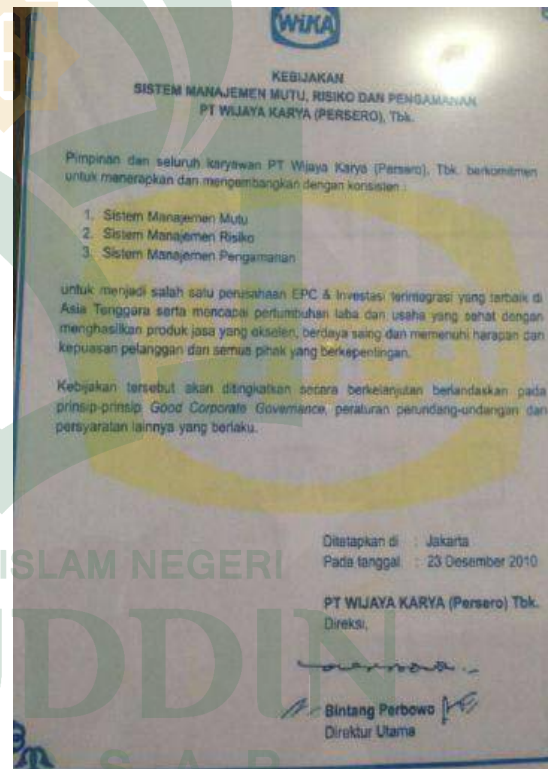 WIKA
KEBIJAKAN
SISTEM MANAJEMEN MUTU, RISIKO DAN PENGAMANAN
PT WIJAYA KARYA (PERSERO), Tbk.
Pimpinan dan seluruh karyawan PT Wijaya Karya (Persero), Tbk. berkomitmen
untuk menerapkan dan mengembangkan dengan konsisten :
1. Sistem Manajemen Mutu
2. Sistem Manajemen Risiko
3. Sistem Manajemen Pengamanan
untuk menjadi salah satu perusahaan EPC & Investasi terintegrasi yang terbaik di
Asia Tenggara serta mencapai pertumbuhan laba dan usaha yang sehat dengan
menghasilkan produk jasa yang ekselen, berdaya saing dan memenuhi harapan dan
kepuasan pelanggan dan semua pihak yang berkepentingan.
Kebijakan tersebut akan ditingkatkan secara berkelanjutan berlandaskan pada
prinsip-prinsip Good Corporate Governance, peraturan perundang-undangan dan
persyaratan lainnya yang berlaku.
Ditetapkan di : Jakarta
Pada tanggal : 23 Desember 2010
ISLAM NEGERI
PT WIJAYA KARYA (Persero) Tbk.
Direksi,
UDDIN
Bintang Perbowo
Direktur Utama
S A R